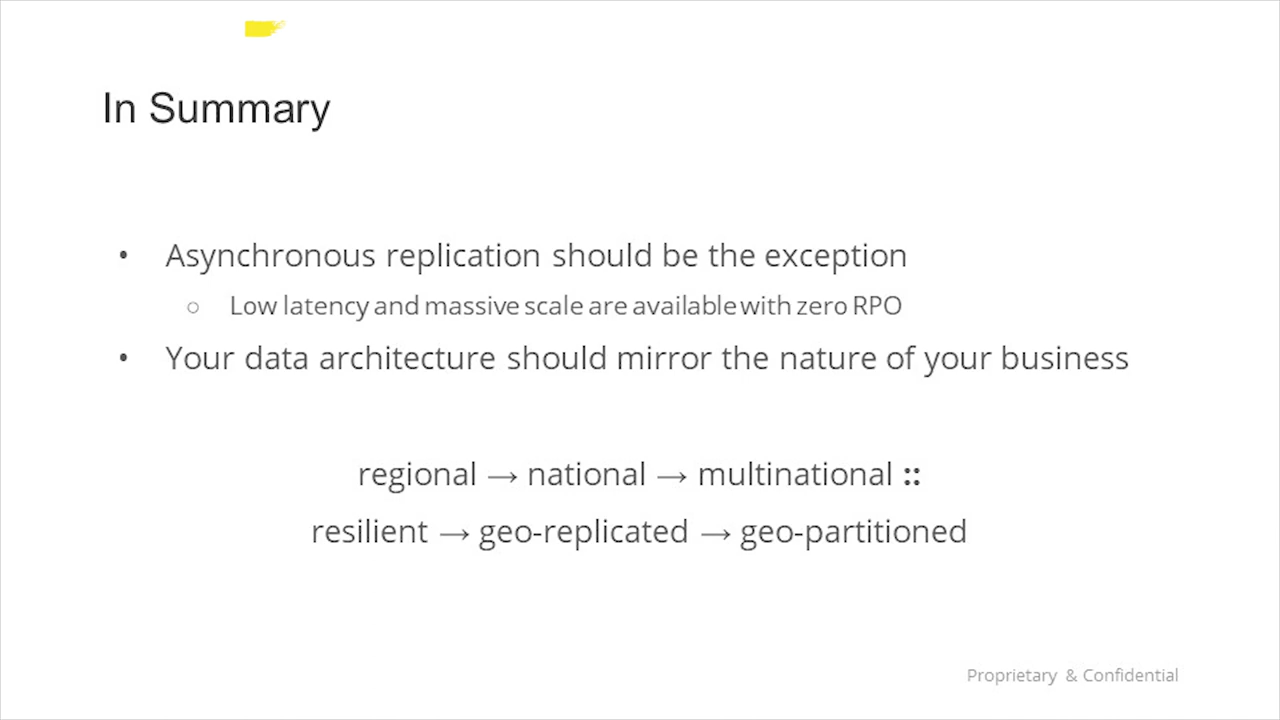 In Summary
• Asynchronous replication should be the exception
○ Low latency and massive scale are available with zero RPO
• Your data architecture should mirror the nature of your business
regional → national → multinational ::
resilient → geo-replicated → geo-partitioned
Proprietary & Confidential